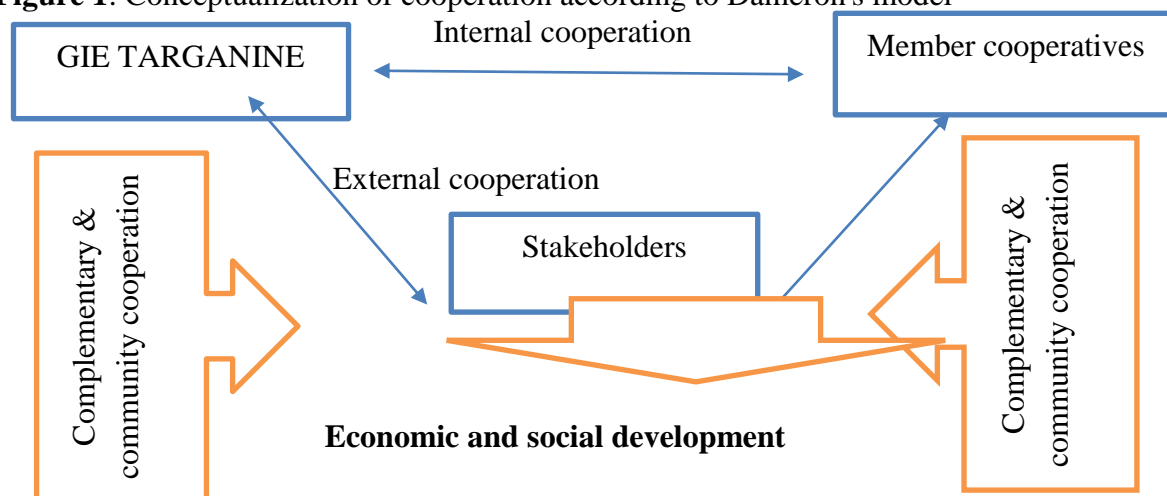 Figure 1. Conceptualization of cooperation according to Dameron's model
Internal cooperation
GIE TARGANINE
Member cooperatives
External cooperation
Stakeholders
Complementary &
community cooperation
Complementary &
community cooperation
Economic and social development